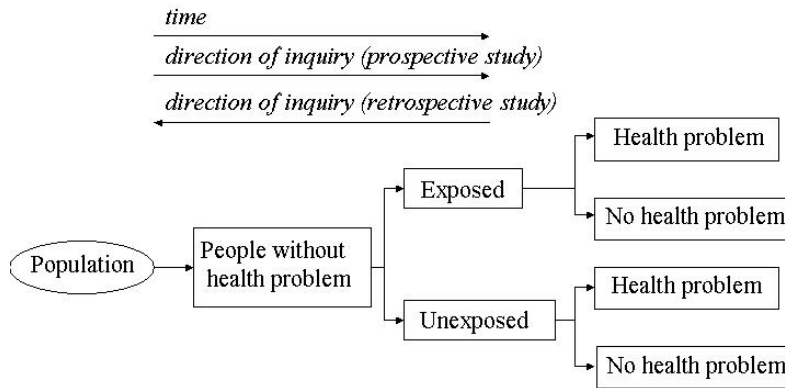 time
direction of inquiry (prospective study)
direction of inquiry (retrospective study)
Health problem
Exposed
No health problem
People without
health problem
Population
Health problem
Unexposed
No health problem